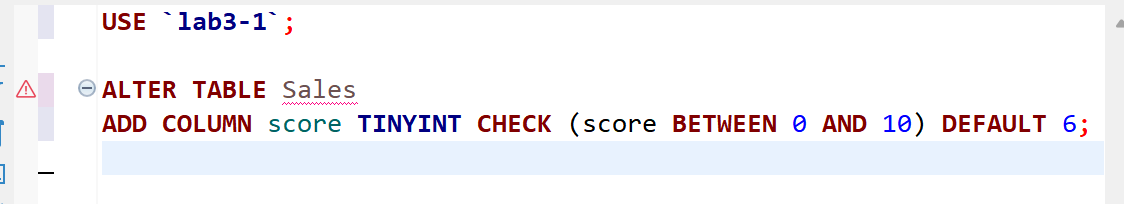 USE `lab3-1`;
ALTER TABLE Sales
ADD COLUMN score TINYINT CHECK (score BETWEEN 0 AND 10) DEFAULT 6;